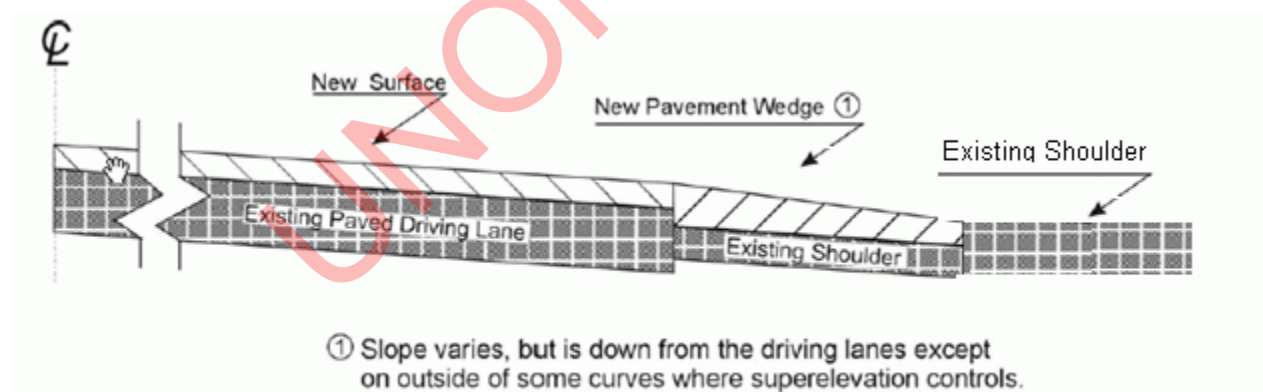 ℄
New Surface
New Pavement Wedge ①
Existing Shoulder
Existing Paved Driving Lane
Existing Shoulder
① Slope varies, but is down from the driving lanes except
on outside of some curves where superelevation controls.